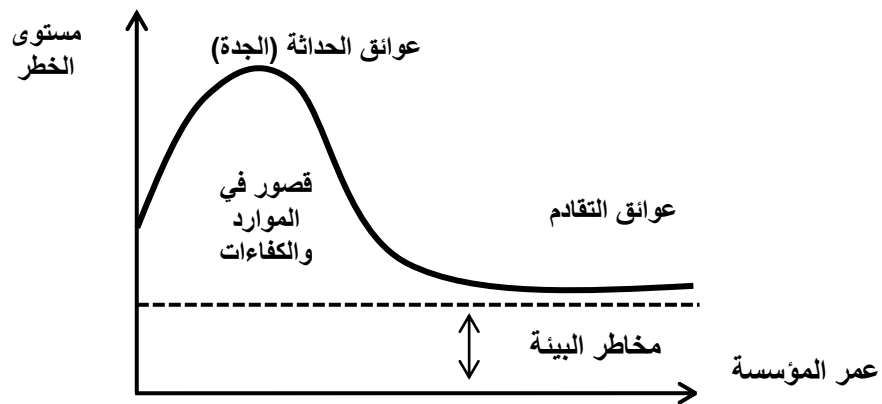 مستوى
الخطر
عوائق الحداثة (الجدة)
قصور في
الموارد
والكفاءات
عوائق التقادم
مخاطر البيئة
عمر المؤسسة